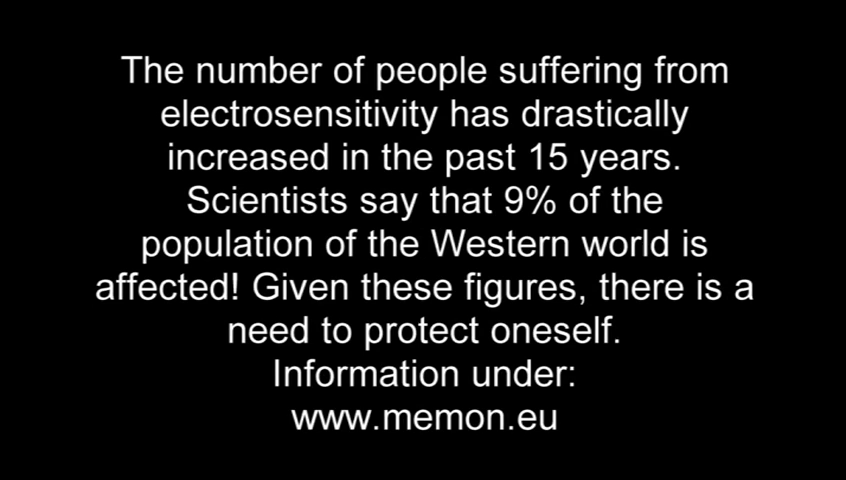 The number of people suffering from
electrosensitivity has drastically
increased in the past 15 years.
Scientists say that 9% of the
population of the Western world is
affected! Given these figures, there is a
need to protect oneself.
Information under:
www.memon.eu